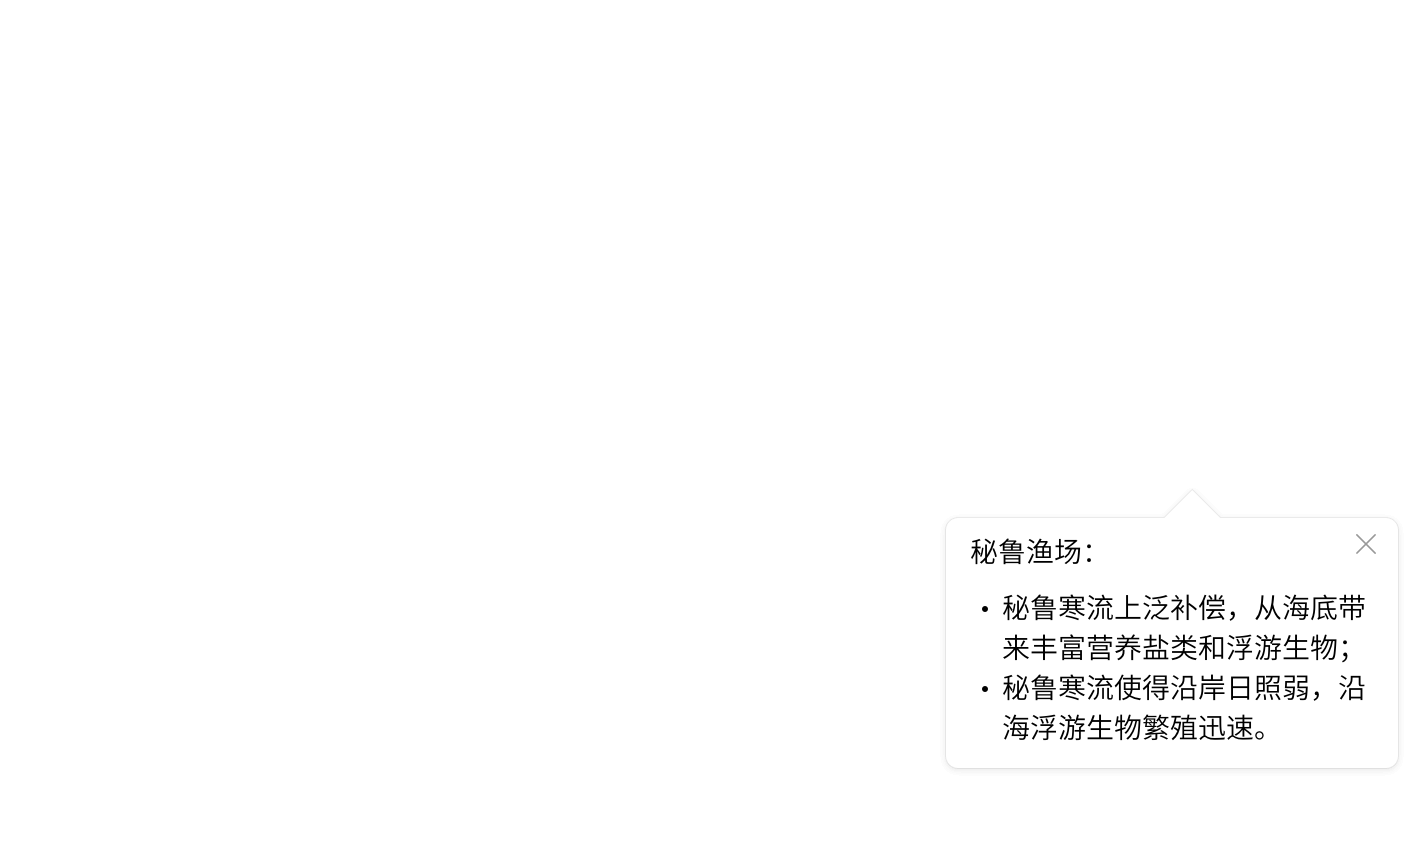 秘鲁渔场：
• 秘鲁寒流上泛补偿，从海底带
来丰富营养盐类和浮游生物；
• 秘鲁寒流使得沿岸日照弱，沿
海浮游生物繁殖迅速。